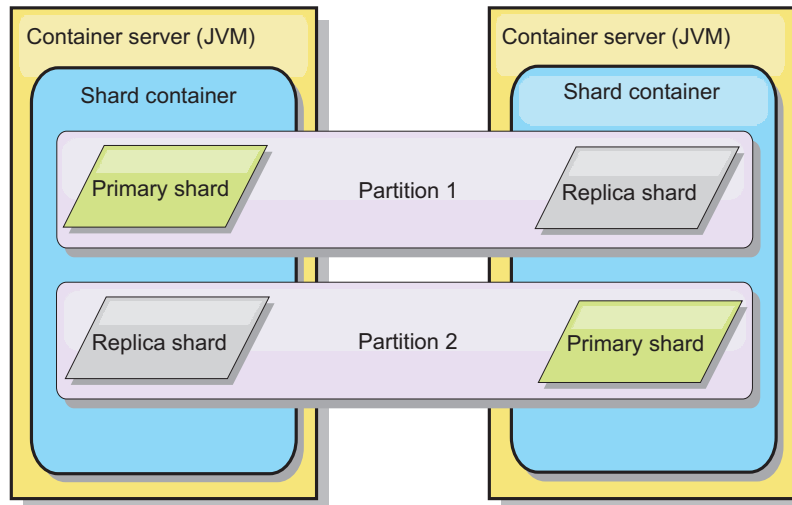 Container server (JVM)
Container server (JVM)
Shard container
Shard container
Primary shard
Partition 1
Replica shard
Replica shard
Partition 2
Primary shard